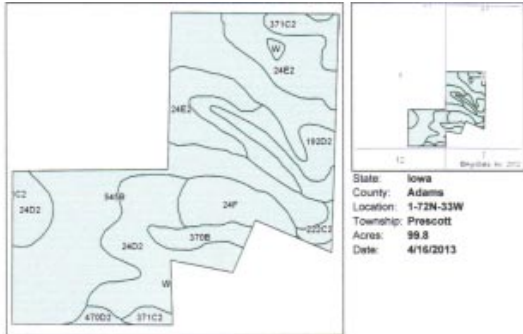 371C2
W
24E2
24E2
192D2
C2
24D2
545B
24F
222C2
370B
24D2
W
470D2
371C2
State: Iowa
County: Adams
Location: 1-72N-33W
Township: Prescott
Acres: 99.8
Date: 4/16/2013